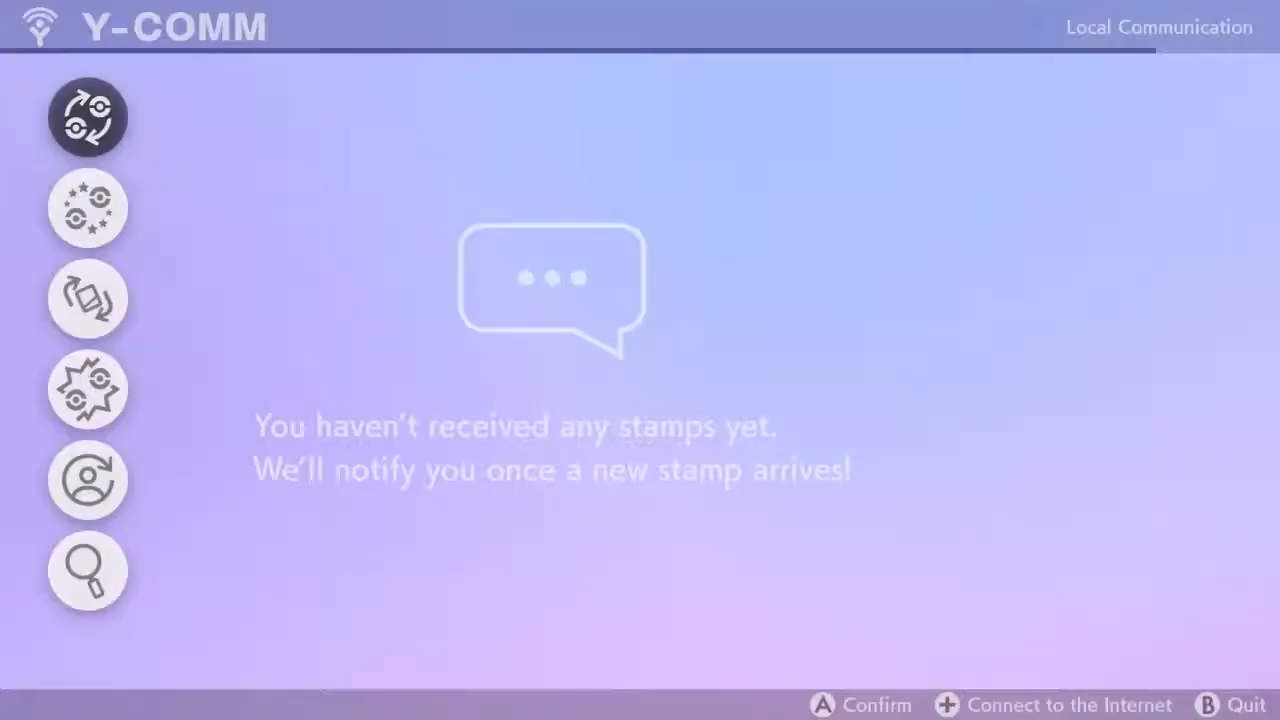 Y-COMM
Local Communication
You haven't received any stamps yet.
We'll notify you once a new stamp arrives!
A Confirm + Connect to the Internet B Quit